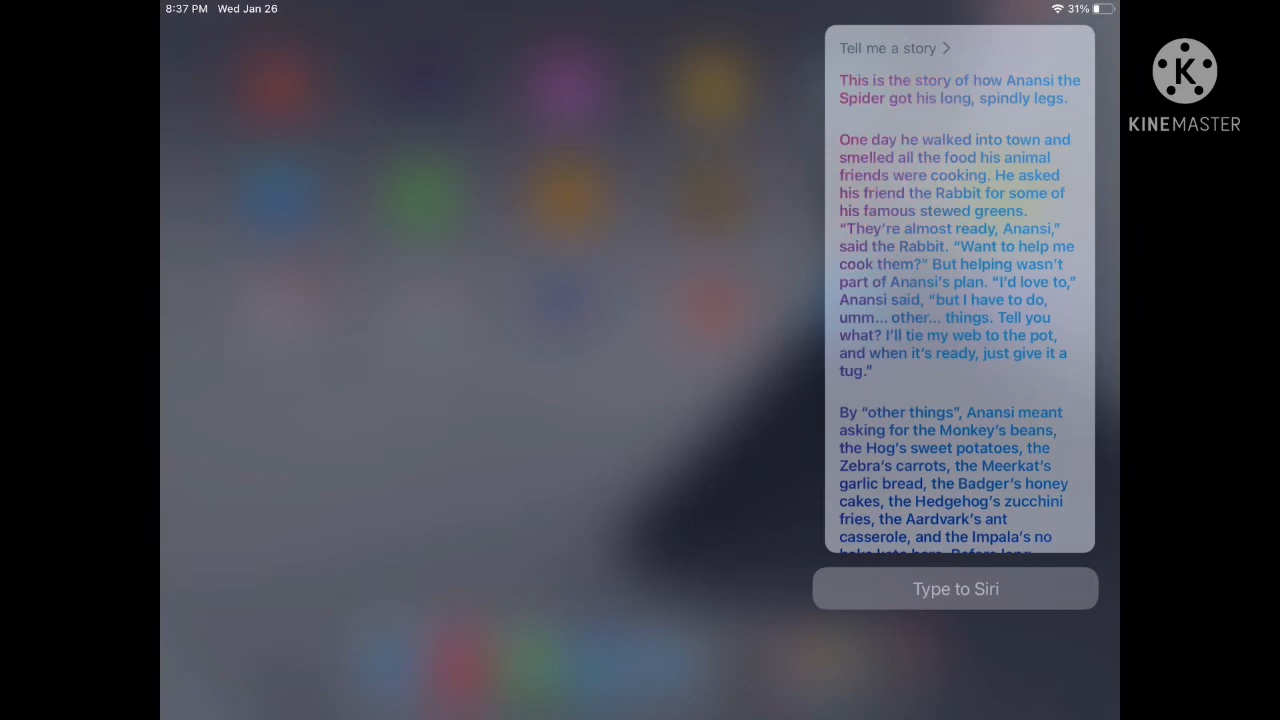 8:37 PM Wed Jan 26
31%
Tell me a story
This is the story of how Anansi the
Spider got his long, spindly legs.
One day he walked into town and
smelled all the food his animal
friends were cooking. He asked
his friend the Rabbit for some of
his famous stewed greens.
“They’re almost ready, Anansi,”
said the Rabbit. “Want to help me
cook them?” But helping wasn’t
part of Anansi’s plan. “I’d love to,”
Anansi said, “but I have to do,
umm... other... things. Tell you
what? I’ll tie my web to the pot,
and when it’s ready, just give it a
tug.”
By “other things”, Anansi meant
asking for the Monkey’s beans,
the Hog’s sweet potatoes, the
Zebra’s carrots, the Meerkat’s
garlic bread, the Badger’s honey
cakes, the Hedgehog’s zucchini
fries, the Aardvark’s ant
casserole, and the Impala’s no
Type to Siri
K
KINEMASTER